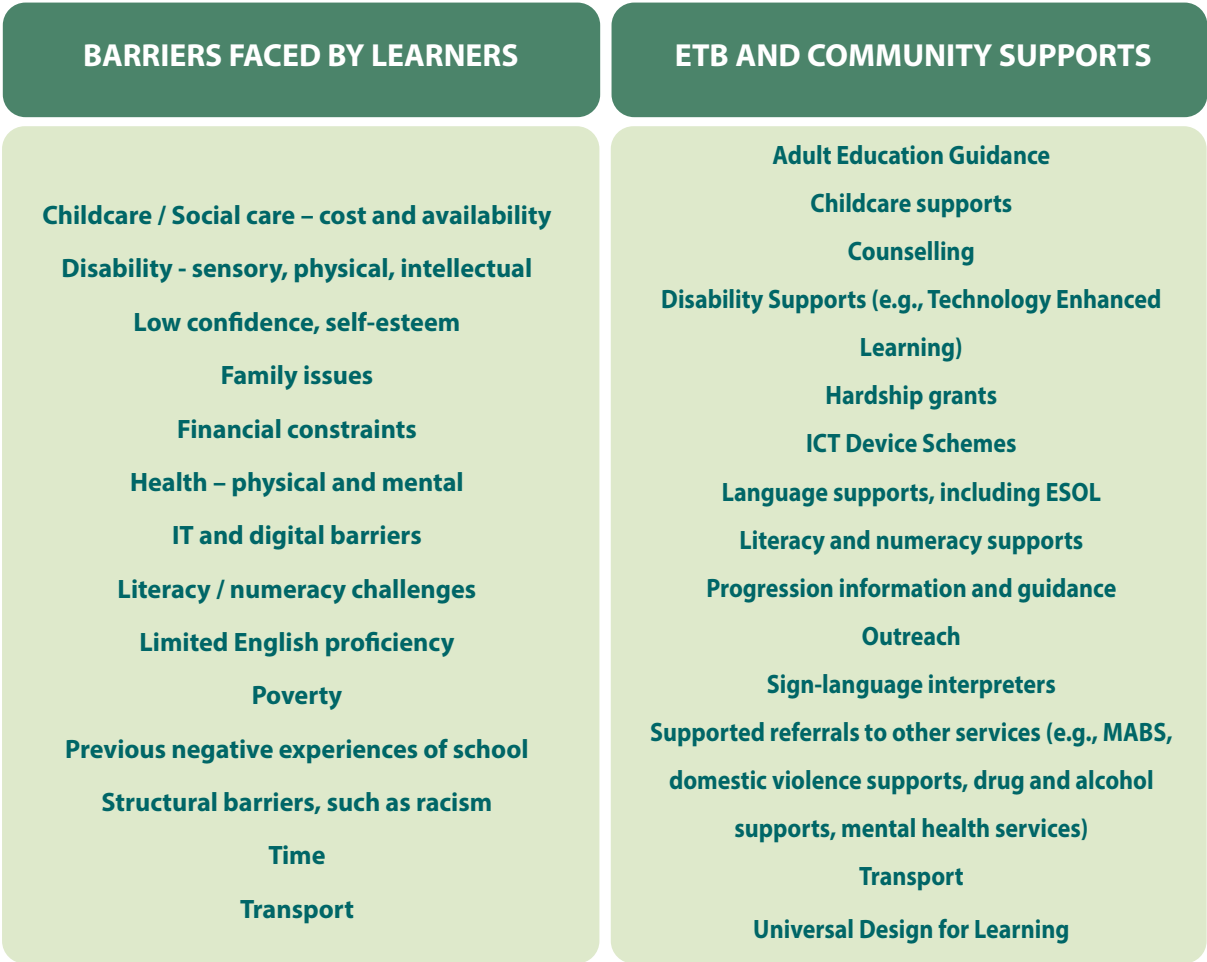 BARRIERS FACED BY LEARNERS
Childcare / Social care – cost and availability
Disability - sensory, physical, intellectual
Low confidence, self-esteem
Family issues
Financial constraints
Health – physical and mental
IT and digital barriers
Literacy / numeracy challenges
Limited English proficiency
Poverty
Previous negative experiences of school
Structural barriers, such as racism
Time
Transport
ETB AND COMMUNITY SUPPORTS
Adult Education Guidance
Childcare supports
Counselling
Disability Supports (e.g., Technology Enhanced
Learning)
Hardship grants
ICT Device Schemes
Language supports, including ESOL
Literacy and numeracy supports
Progression information and guidance
Outreach
Sign-language interpreters
Supported referrals to other services (e.g., MABS,
domestic violence supports, drug and alcohol
supports, mental health services)
Transport
Universal Design for Learning